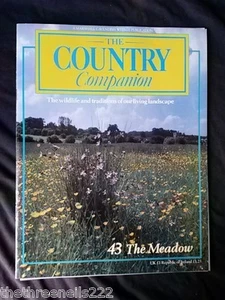 THE
COUNTRY
Companion
The wildlife and traditions of our living landscape
43 The Meadow
thethreenells222